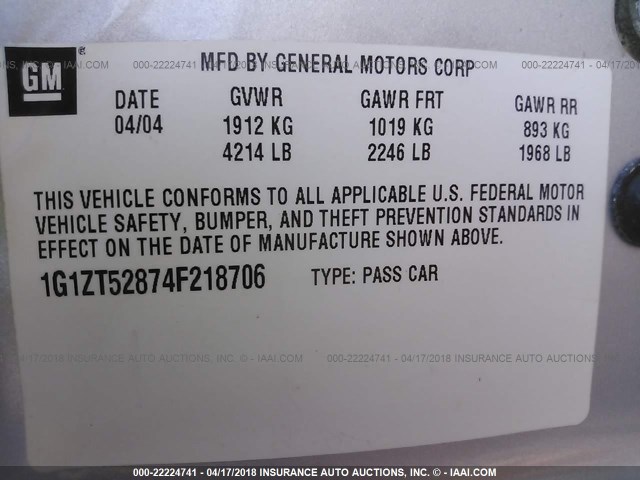 GM ®
MFD BY GENERAL MOTORS CORP
DATE GVWR GAWR FRT GAWR RR
04/04 1912 KG 1019 KG 893 KG
4214 LB 2246 LB 1968 LB
THIS VEHICLE CONFORMS TO ALL APPLICABLE U.S. FEDERAL MOTOR
VEHICLE SAFETY, BUMPER, AND THEFT PREVENTION STANDARDS IN
EFFECT ON THE DATE OF MANUFACTURE SHOWN ABOVE.
1G1ZT52874F218706 TYPE: PASS CAR
000-22224741 - 04/17/2018 INSURANCE AUTO AUCTIONS, INC. © - IAAI.COM